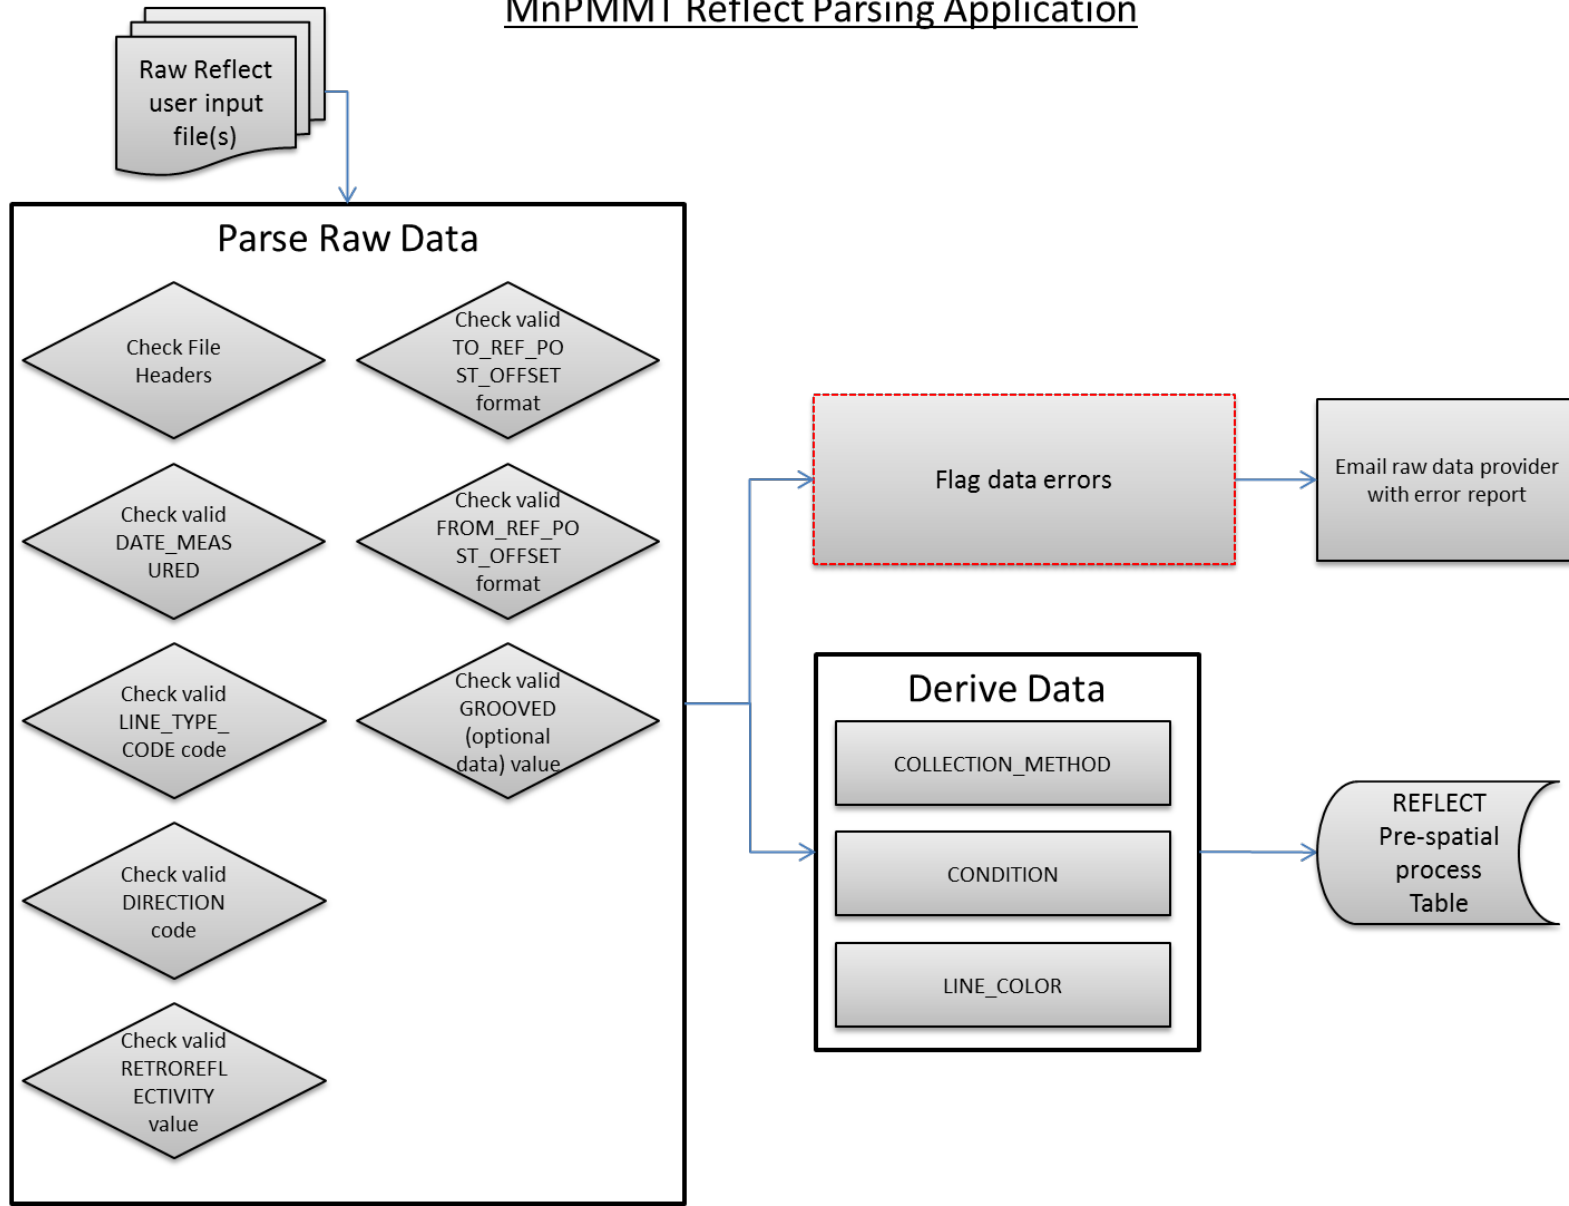 MnPMMT Reflect Parsing Application
Raw Reflect
user input
file(s)
Parse Raw Data
Check File
Headers
Check valid
DATE_MEAS
URED
Check valid
LINE_TYPE_
CODE code
Check valid
DIRECTION
code
Check valid
RETROREFL
ECTIVITY
value
Check valid
TO_REF_PO
ST_OFFSET
format
Check valid
FROM_REF_PO
ST_OFFSET
format
Check valid
GROOVED
(optional
data) value
Flag data errors
Email raw data provider
with error report
Derive Data
COLLECTION_METHOD
CONDITION
LINE_COLOR
REFLECT
Pre-spatial
process
Table